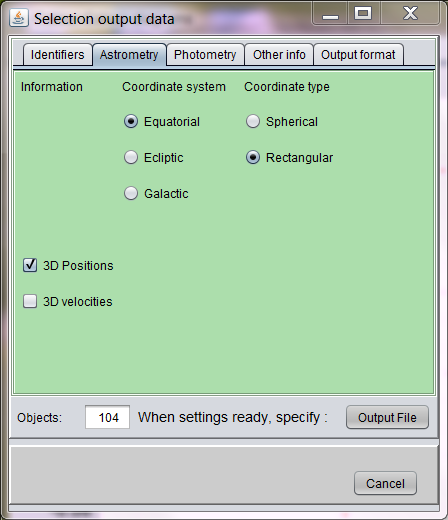 Selection output data
Identifiers Astrometry Photometry Other info Output format
Information Coordinate system Coordinate type
Equatorial Spherical
Ecliptic Rectangular
Galactic
3D Positions
3D velocities
Objects: 104 When settings ready, specify : Output File
Cancel